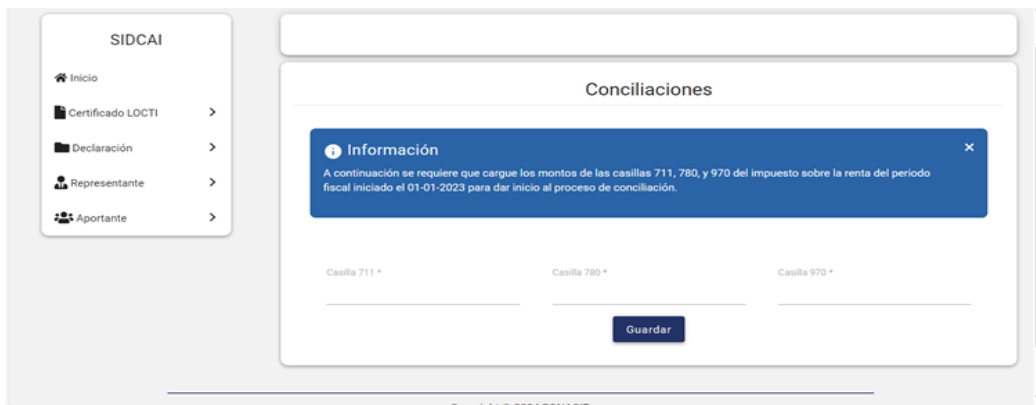 SIDCAI
Inicio
Certificado LOCTI
Declaración
Representante
Aportante
Conciliaciones
Información
A continuación se requiere que cargue los montos de las casillas 711, 780, y 970 del impuesto sobre la renta del periodo
fiscal iniciado el 01-01-2023 para dar inicio al proceso de conciliación.
Casilla 711 *
Casilla 780 *
Casilla 970 *
Guardar